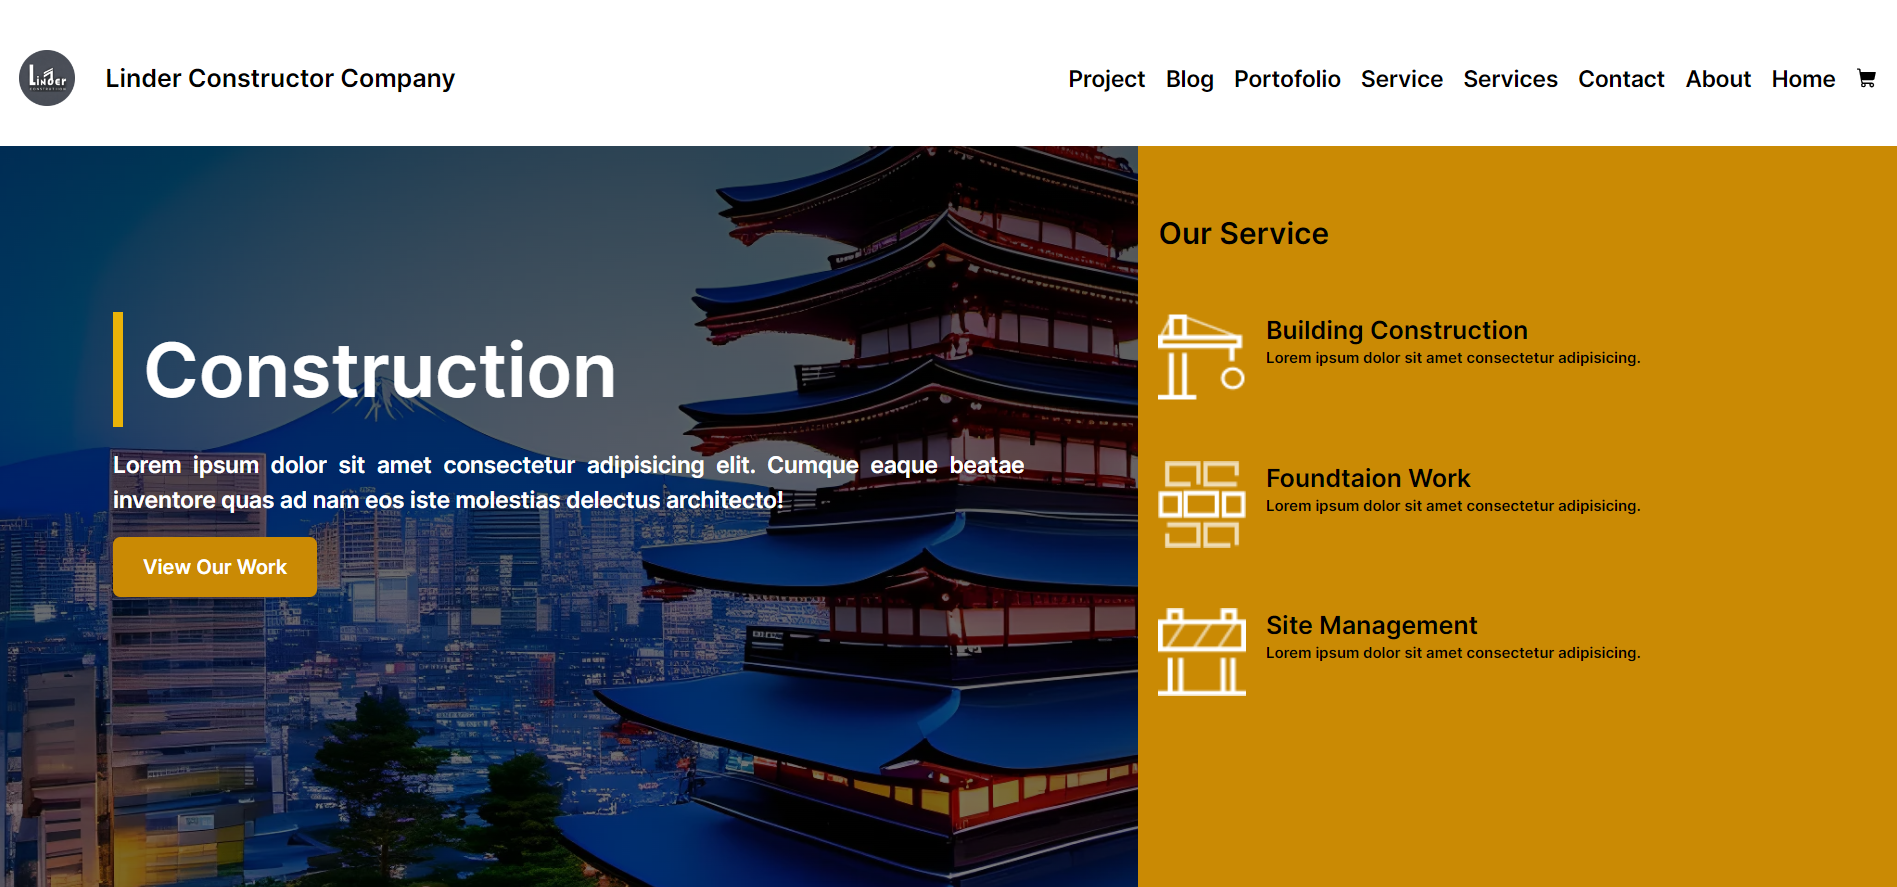 Linder
CONSTRUCTION
Linder Constructor Company
Project Blog Portofolio Service Services Contact About Home
Construction
Lorem ipsum dolor sit amet consectetur adipisicing elit. Cumque eaque beatae
inventore quas ad nam eos iste molestias delectus architecto!
View Our Work
Our Service
Building Construction
Lorem ipsum dolor sit amet consectetur adipisicing.
Foundtaion Work
Lorem ipsum dolor sit amet consectetur adipisicing.
Site Management
Lorem ipsum dolor sit amet consectetur adipisicing.